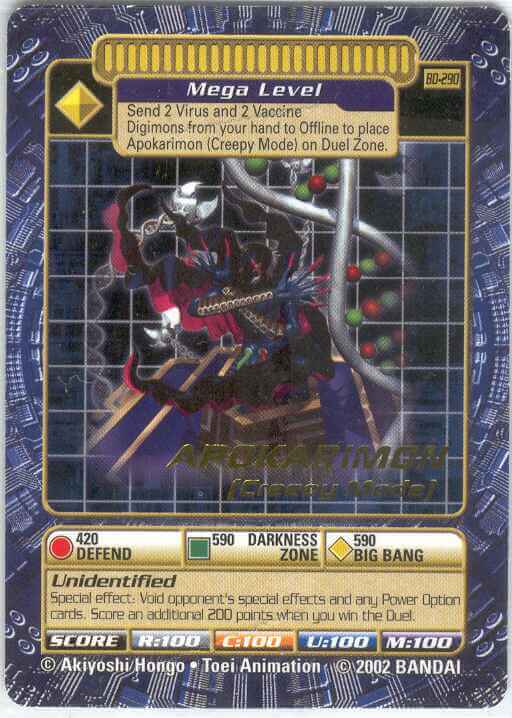 BO-290
Mega Level
Send 2 Virus and 2 Vaccine
Digimons from your hand to Offline to place
Apokarimon (Creepy Mode) on Duel Zone.
APOKARIMON
(Creepy Mode)
420 DEFEND
590 DARKNESS ZONE
590 BIG BANG
Unidentified
Special effect: Void opponent's special effects and any Power Option
cards. Score an additional 200 points when you win the Duel.
SCORE R:100 C:100 U:100 M:100
© Akiyoshi Hongo • Toei Animation © 2002 BANDAI